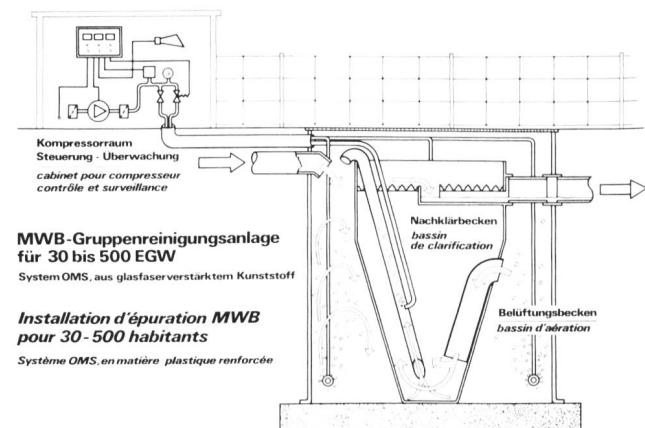 Kompressorraum
Steuerung - Überwachung
cabinet pour compresseur
contrôle et surveillance
MWB-Gruppenreinigungsanlage
für 30 bis 500 EGW
System OMS, aus glasfaserverstärktem Kunststoff
Installation d'épuration MWB
pour 30-500 habitants
Système OMS, en matière plastique renforcée
Nachklärbecken
bassin
de clarification
Belüftungsbecken
bassin d'aération